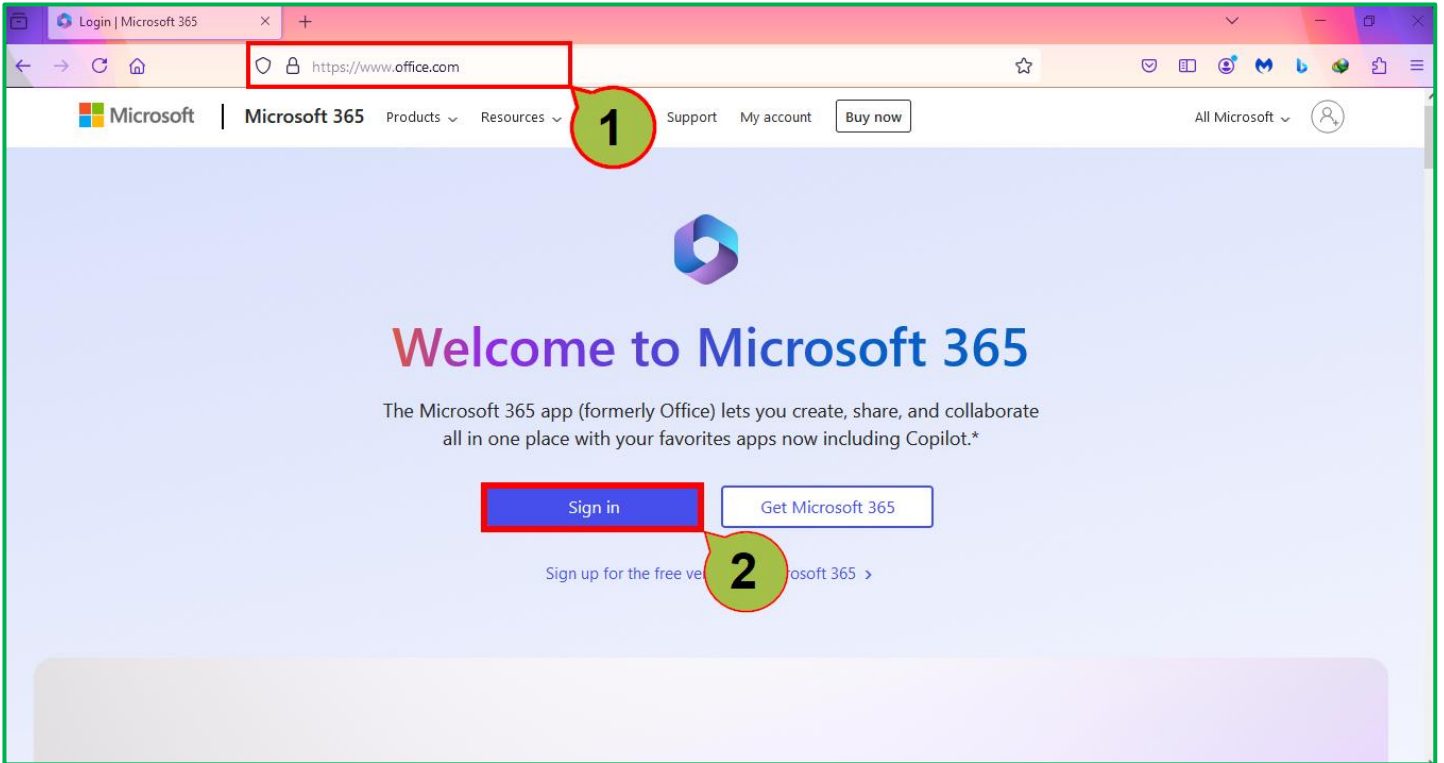 Login | Microsoft 365
https://www.office.com
Microsoft Microsoft 365 Products Resources Support My account Buy now All Microsoft
1
Welcome to Microsoft 365
The Microsoft 365 app (formerly Office) lets you create, share, and collaborate
all in one place with your favorites apps now including Copilot.*
Sign in Get Microsoft 365
Sign up for the free 365
2